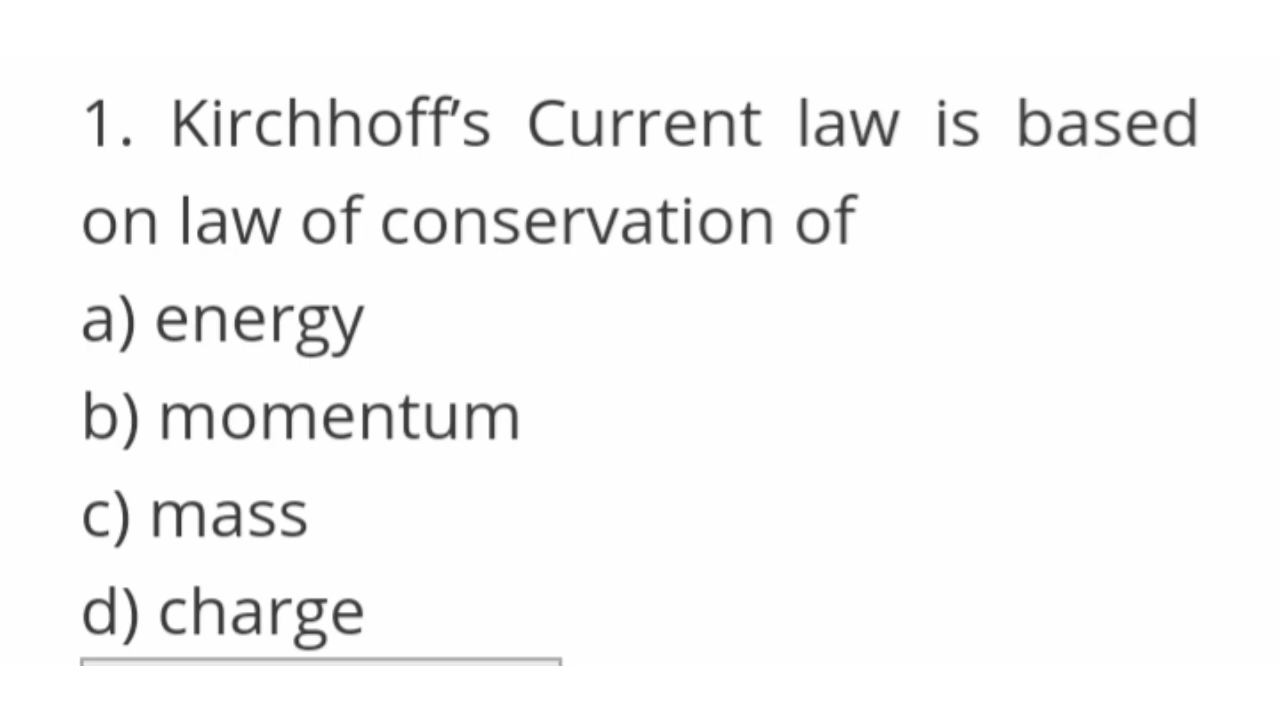 1. Kirchhoff’s Current law is based
on law of conservation of
a) energy
b) momentum
c) mass
d) charge